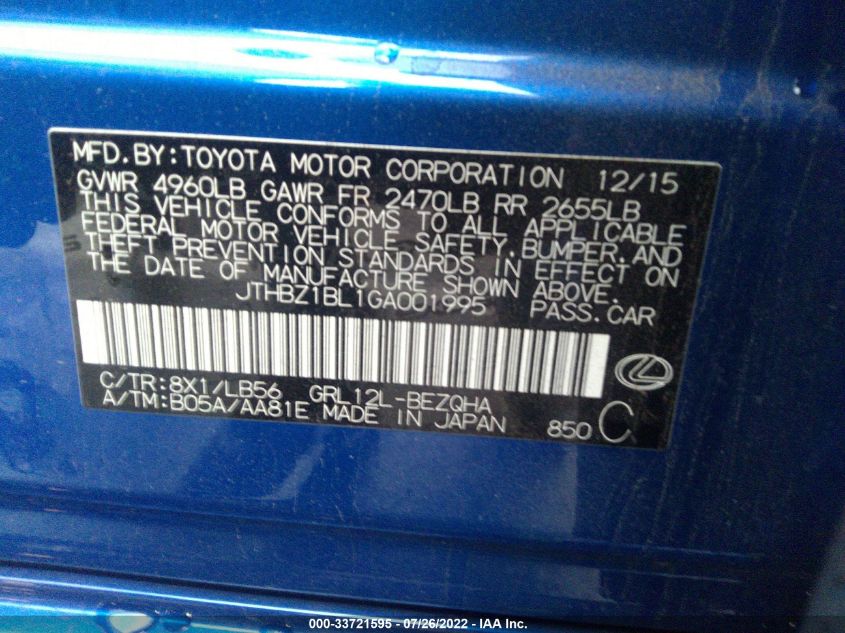 MFD.BY:TOYOTA MOTOR CORPORATION 12/15
GVWR 4960LB GAWR FR 2470LB RR 2655LB
THIS VEHICLE CONFORMS TO ALL APPLICABLE
FEDERAL MOTOR VEHICLE SAFETY,BUMPER,AND
THEFT PREVENTION STANDARDS IN EFFECT ON
THE DATE OF MANUFACTURE SHOWN ABOVE.
JTHBZ1BL1GA001995 PASS.CAR
C/TR:8X1/LB56 GRL12L-BEZQHA
A/TM:B05A/AA81E MADE IN JAPAN 850 C
000-33721595 - 07/26/2022 - IAA Inc.